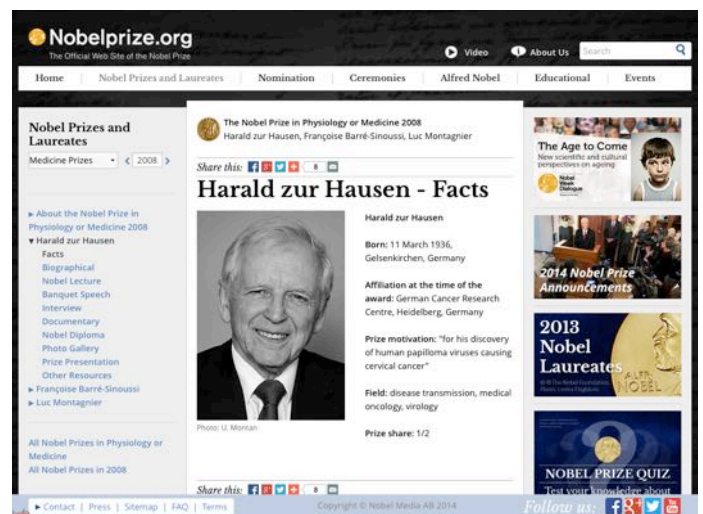 Nobelprize.org
The Official Web Site of the Nobel Prize
Video
About Us
Search
Home
Nobel Prizes and Laureates
Nomination
Ceremonies
Alfred Nobel
Educational
Events
Nobel Prizes and
Laureates
Medicine Prizes
2008
About the Nobel Prize in
Physiology or Medicine 2008
Harald zur Hausen
Facts
Biographical
Nobel Lecture
Banquet Speech
Interview
Documentary
Nobel Diploma
Photo Gallery
Prize Presentation
Other Resources
Françoise Barré-Sinoussi
Luc Montagnier
All Nobel Prizes in Physiology or
Medicine
All Nobel Prizes in 2008
The Nobel Prize in Physiology or Medicine 2008
Harald zur Hausen, Françoise Barré-Sinoussi, Luc Montagnier
Share this:
8
Harald zur Hausen - Facts
Photo: U. Montan
Harald zur Hausen
Born: 11 March 1936,
Gelsenkirchen, Germany
Affiliation at the time of the
award: German Cancer Research
Centre, Heidelberg, Germany
Prize motivation: "for his discovery
of human papilloma viruses causing
cervical cancer"
Field: disease transmission, medical
oncology, virology
Prize share: 1/2
Share this:
8
The Age to Come
New scientific and cultural
perspectives on ageing
Nobel
Week
Dialogue
2014 Nobel Prize
Announcements
2013
Nobel
Laureates
NOBEL PRIZE QUIZ
Test your knowledge about
Contact | Press | Sitemap | FAQ | Terms
Copyright © Nobel Media AB 2014
Follow us: